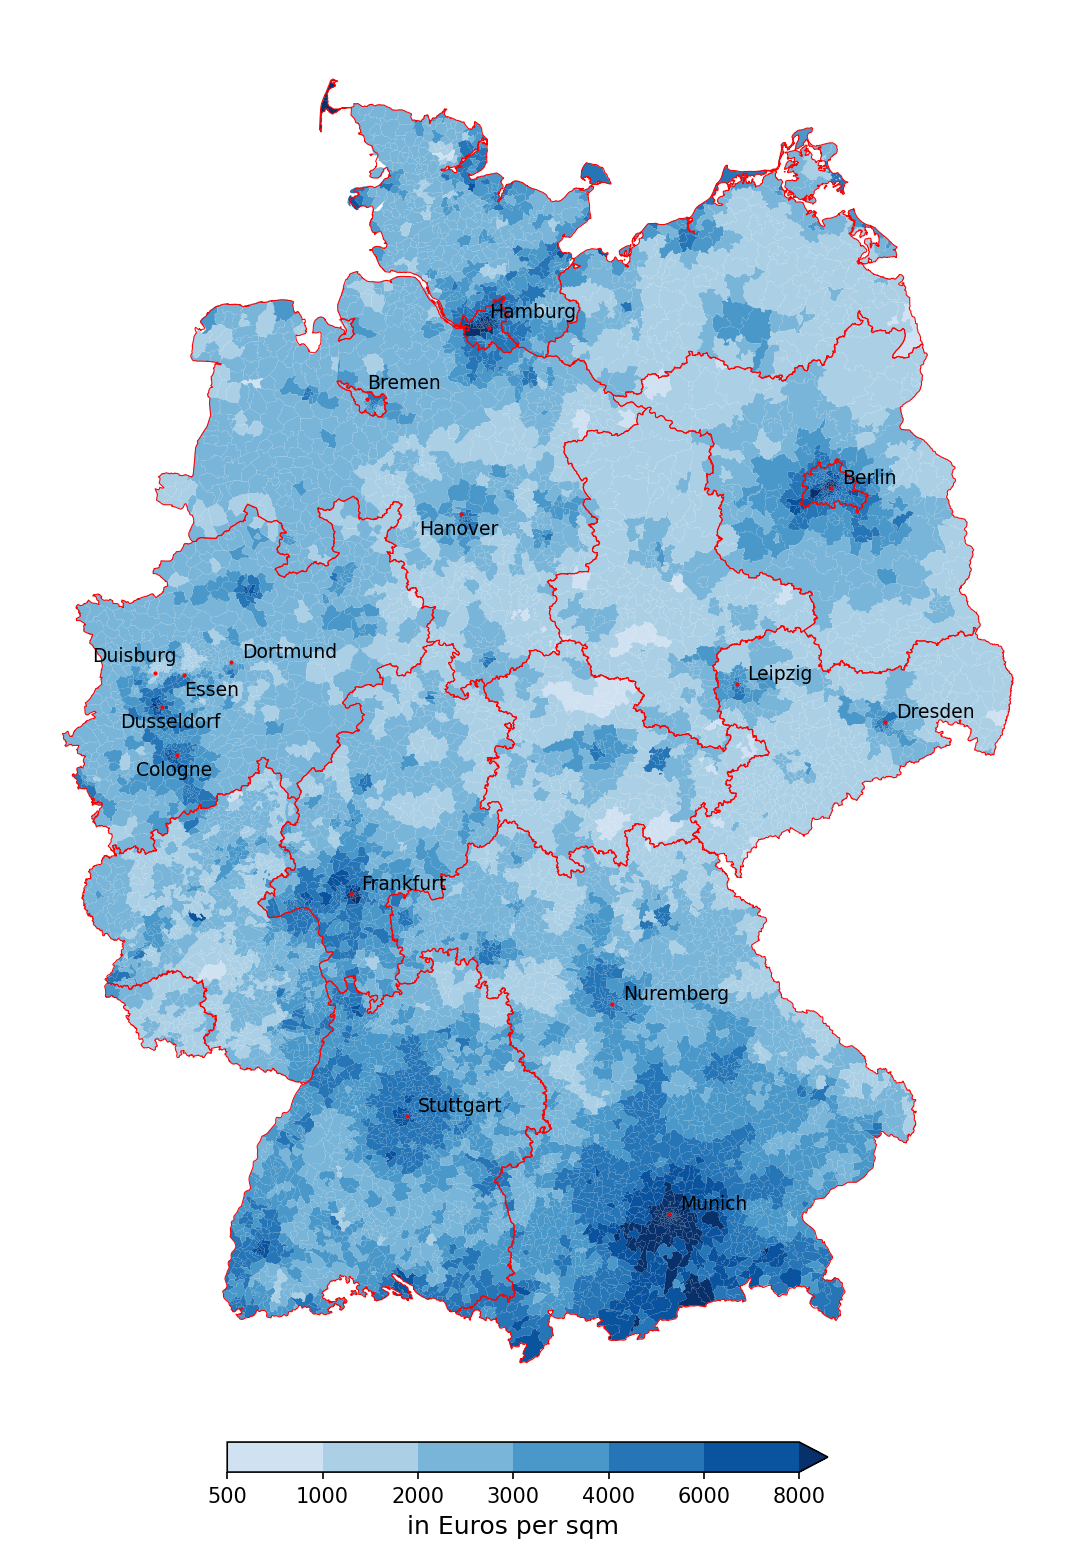 Hamburg
Bremen
Berlin
Hanover
Dortmund
Duisburg
Leipzig
Essen
Dresden
Dusseldorf
Cologne
Frankfurt
Nuremberg
Stuttgart
Munich
500 1000 2000 3000 4000 6000 8000
in Euros per sqm